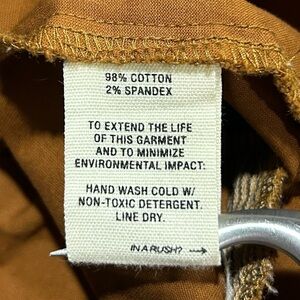 98% COTTON
2% SPANDEX
TO EXTEND THE LIFE
OF THIS GARMENT
AND TO MINIMIZE
ENVIRONMENTAL IMPACT:
HAND WASH COLD W/
NON-TOXIC DETERGENT.
LINE DRY.
IN A RUSH? →